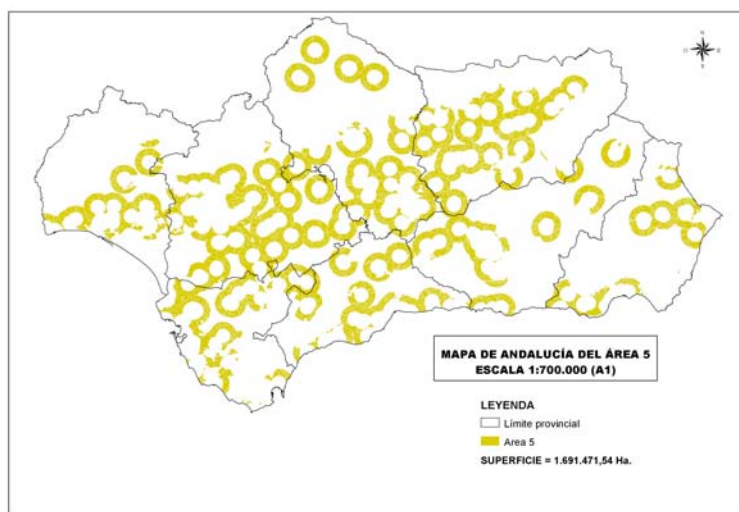 N
O
E
S
MAPA DE ANDALUCÍA DEL ÁREA 5
ESCALA 1:700.000 (A1)
LEYENDA
Límite provincial
Area 5
SUPERFICIE = 1.691.471,54 Ha.